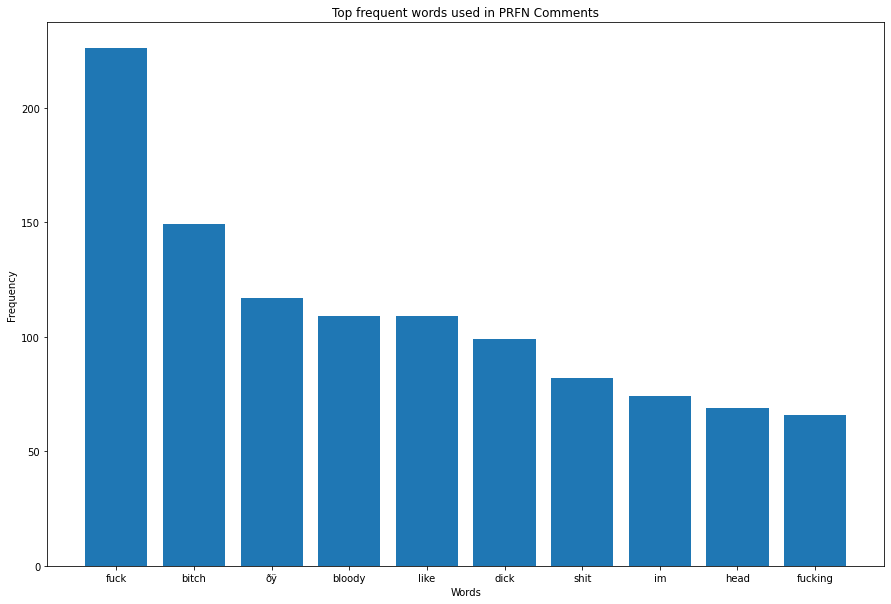 Top frequent words used in PRFN Comments
Frequency
200
150
100
50
0
fuck bitch ðÿ bloody like dick shit im head fucking
Words